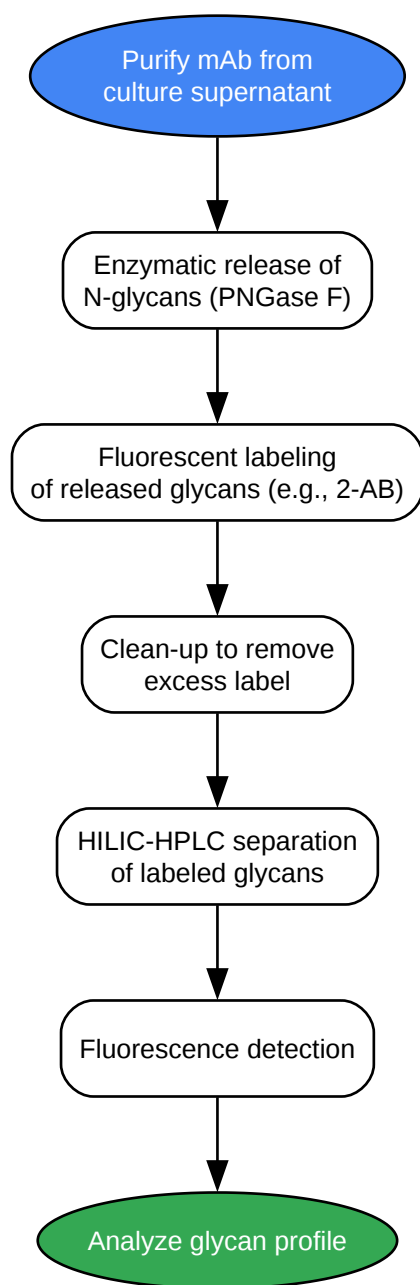 Purify mAb from
culture supernatant
Enzymatic release of
N-glycans (PNGase F)
Fluorescent labeling
of released glycans (e.g., 2-AB)
Clean-up to remove
excess label
HILIC-HPLC separation
of labeled glycans
Fluorescence detection
Analyze glycan profile